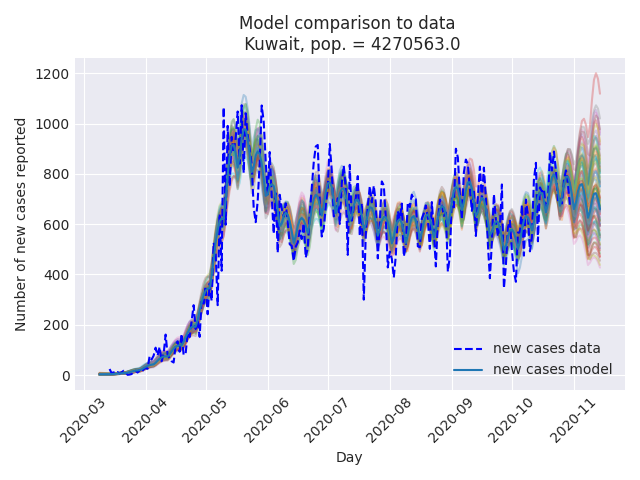 Model comparison to data
Kuwait, pop. = 4270563.0
Number of new cases reported
1200
1000
800
600
400
200
0
new cases data
new cases model
2020-03
2020-04
2020-05
2020-06
2020-07
2020-08
2020-09
2020-10
2020-11
Day